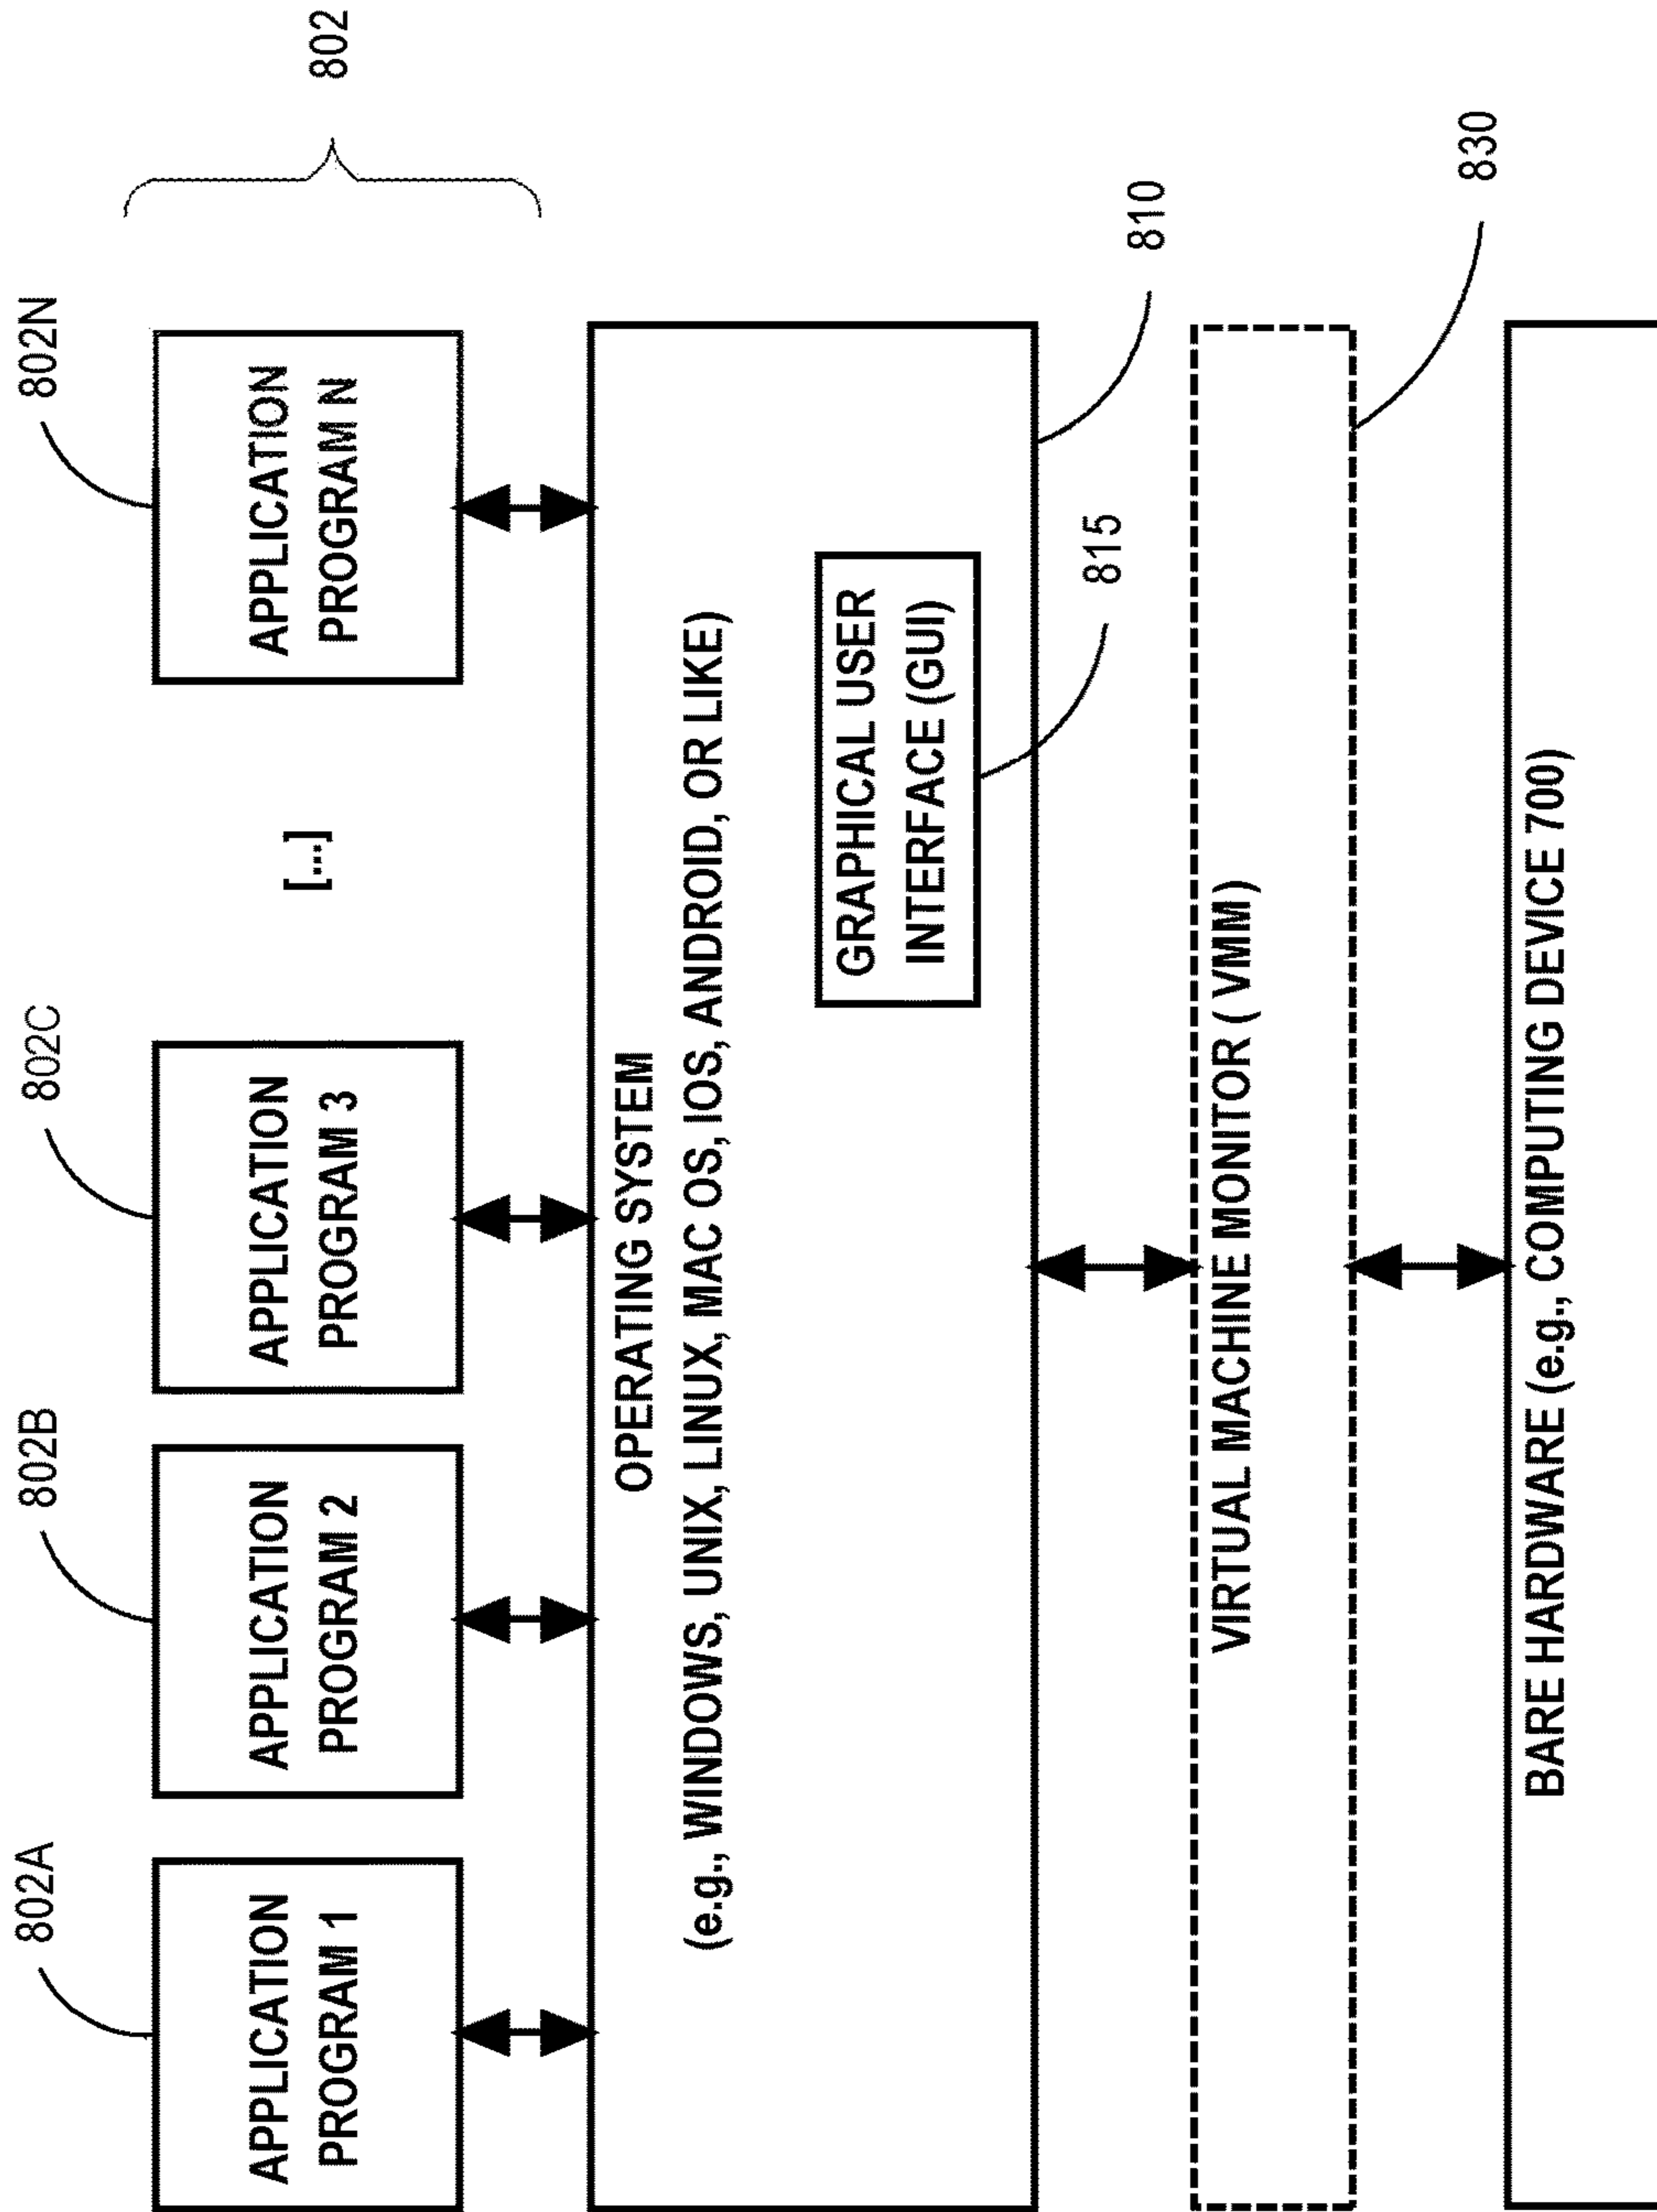 802
802A
802B
802C
802N
APPLICATION
PROGRAM 1
APPLICATION
PROGRAM 2
APPLICATION
PROGRAM 3
[...]
APPLICATION
PROGRAM N
OPERATING SYSTEM
(e.g., WINDOWS, UNIX, LINUX, MAC OS, IOS, ANDROID, OR LIKE)
GRAPHICAL USER
INTERFACE (GUI)
815
810
VIRTUAL MACHINE MONITOR ( VMM )
830
BARE HARDWARE (e.g., COMPUTING DEVICE 700)